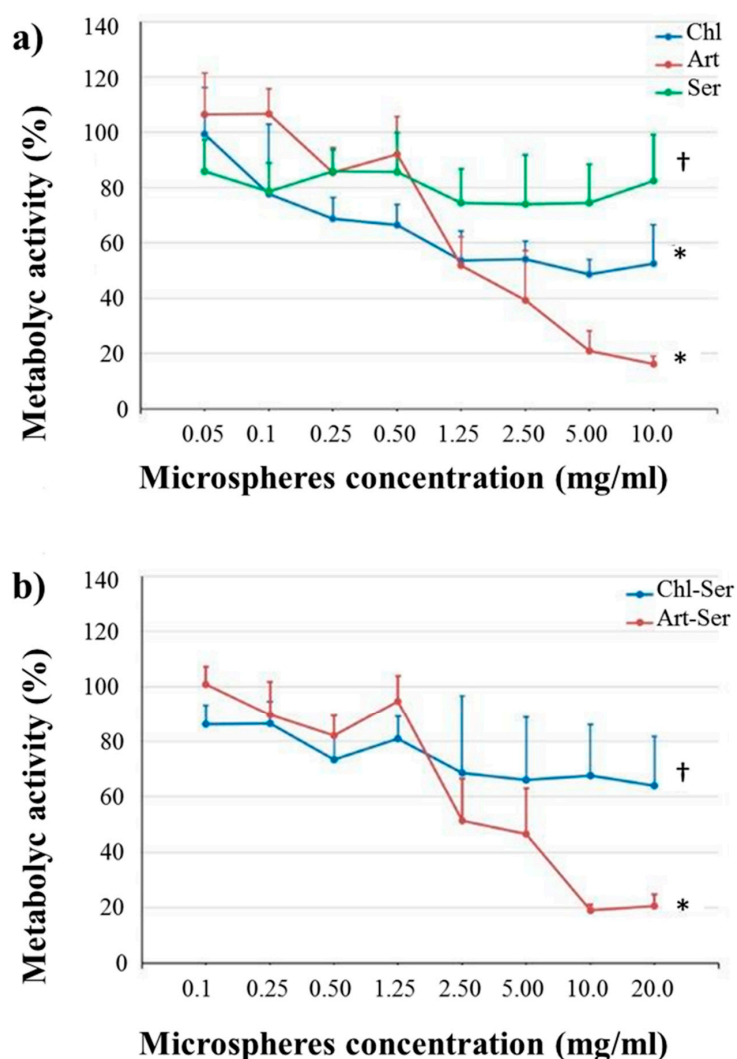 a)
Metabolyc activity (%)
140
120
100
80
60
40
20
0
Chl
Art
Ser
†
*
*
0.05 0.1 0.25 0.50 1.25 2.50 5.00 10.0
Microspheres concentration (mg/ml)
b)
Metabolyc activity (%)
140
120
100
80
60
40
20
0
Chl-Ser
Art-Ser
†
*
0.1 0.25 0.50 1.25 2.50 5.00 10.0 20.0
Microspheres concentration (mg/ml)